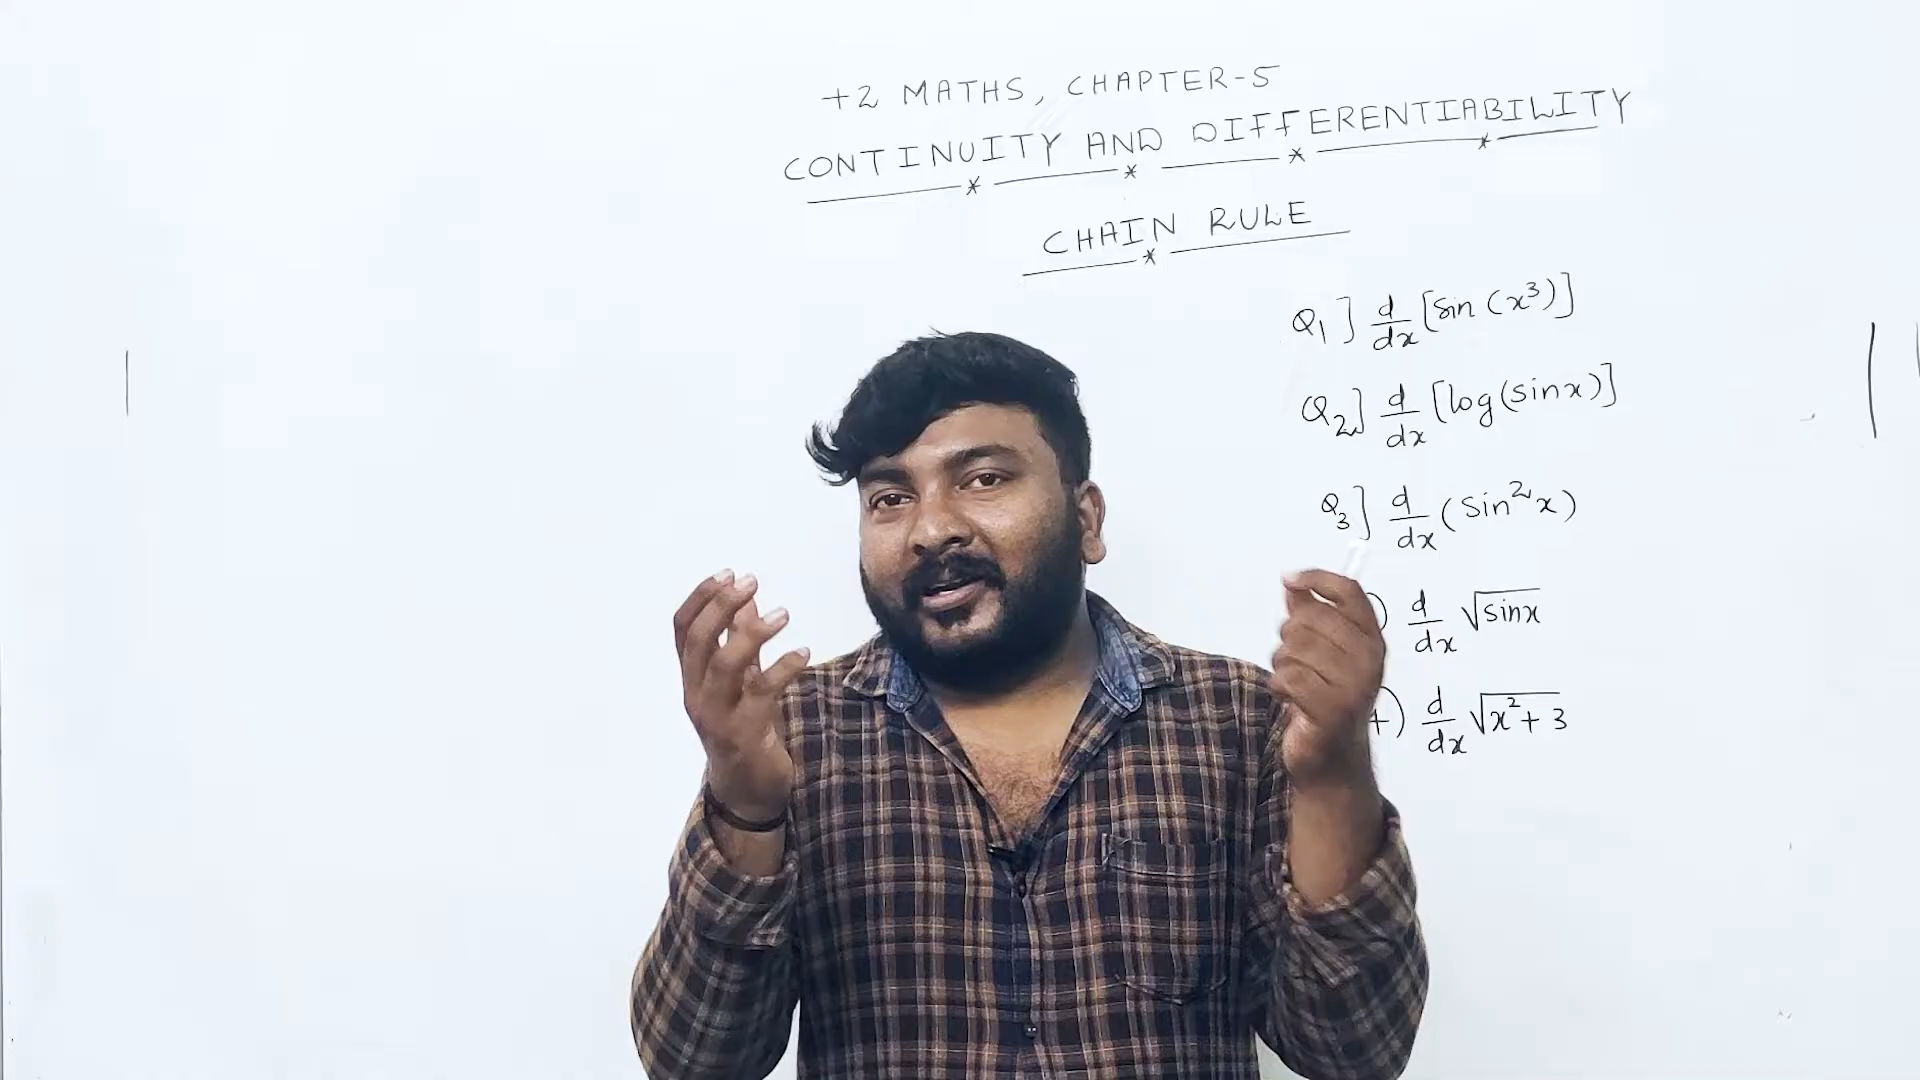 +2 MATHS, CHAPTER-5
CONTINUITY AND DIFFERENTIABILITY
CHAIN RULE
Q1] d/dx [sin (x³)]
Q2] d/dx [log(sinx)]
Q3] d/dx (sin²x)
) d/dx √sinx
) d/dx √x²+3